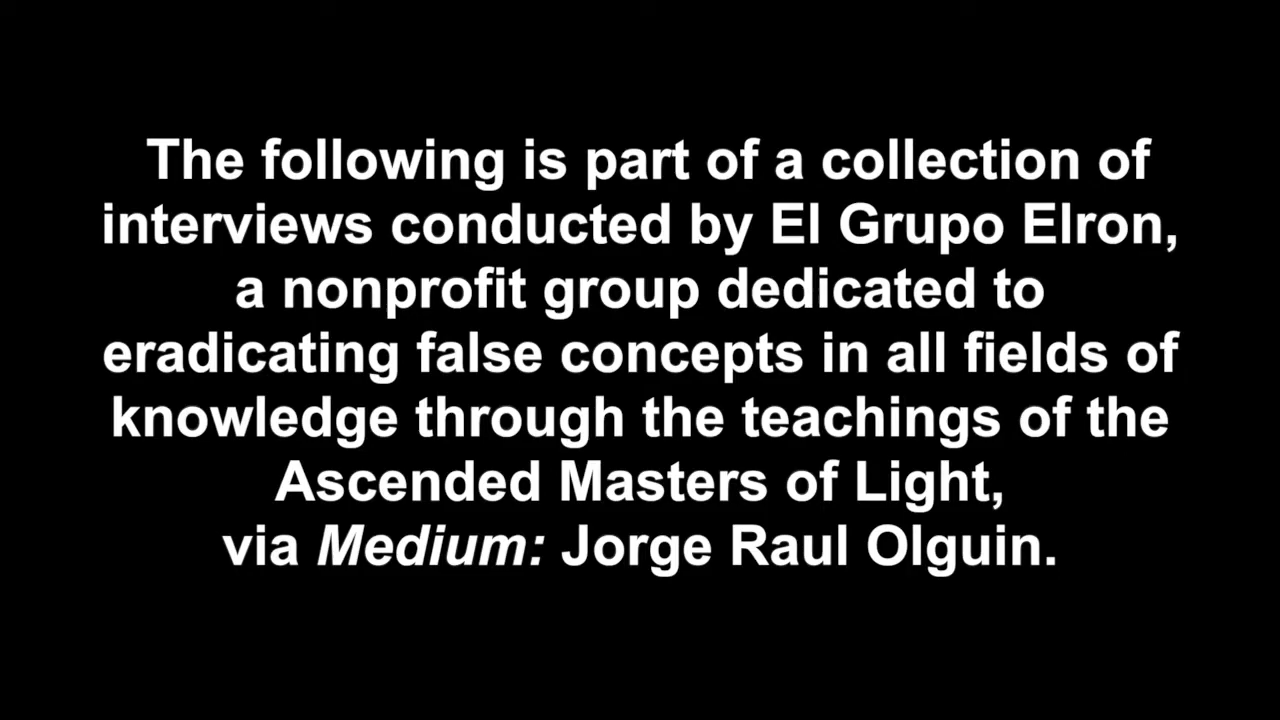 The following is part of a collection of
interviews conducted by El Grupo Elron,
a nonprofit group dedicated to
eradicating false concepts in all fields of
knowledge through the teachings of the
Ascended Masters of Light,
via Medium: Jorge Raul Olguin.